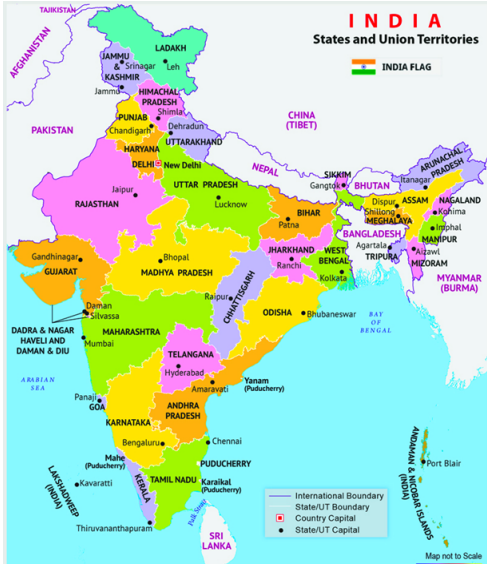 TAJIKISTAN
INDIA
States and Union Territories
INDIA FLAG
AFGHANISTAN
LADAKH
Leh
JAMMU
&
KASHMIR
Srinagar
Jammu
HIMACHAL
PRADESH
Shimla
PUNJAB
Chandigarh
Dehradun
UTTARAKHAND
CHINA
(TIBET)
PAKISTAN
HARYANA
DELHI
New Delhi
NEPAL
SIKKIM
Gangtok
BHUTAN
ARUNACHAL
PRADESH
Itanagar
RAJASTHAN
Jaipur
UTTAR PRADESH
Lucknow
BIHAR
Patna
Dispur
ASSAM
Shillong
MEGHALAYA
NAGALAND
Kohima
BANGLADESH
Imphal
MANIPUR
Agartala
TRIPURA
Aizawl
MIZORAM
MYANMAR
(BURMA)
Gandhinagar
GUJARAT
Bhopal
MADHYA PRADESH
JHARKHAND
Ranchi
WEST
BENGAL
Kolkata
CHHATTISGARH
Raipur
ODISHA
Bhubaneswar
BAY
OF
BENGAL
Daman
Silvassa
DADRA & NAGAR
HAVELI AND
DAMAN & DIU
MAHARASHTRA
Mumbai
ARABIAN
SEA
TELANGANA
Hyderabad
Amaravati
Yanam
(Puducherry)
Panaji
GOA
KARNATAKA
ANDHRA
PRADESH
Bengaluru
Chennai
Mahe
(Puducherry)
PUDUCHERRY
Karaikal
(Puducherry)
TAMIL NADU
KERALA
Kavaratti
LAKSHADWEEP
(INDIA)
Thiruvananthapuram
Palk Strait
SRI
LANKA
ANDAMAN & NICOBAR ISLANDS
(INDIA)
Port Blair
International Boundary
State/UT Boundary
Country Capital
State/UT Capital
Map not to Scale